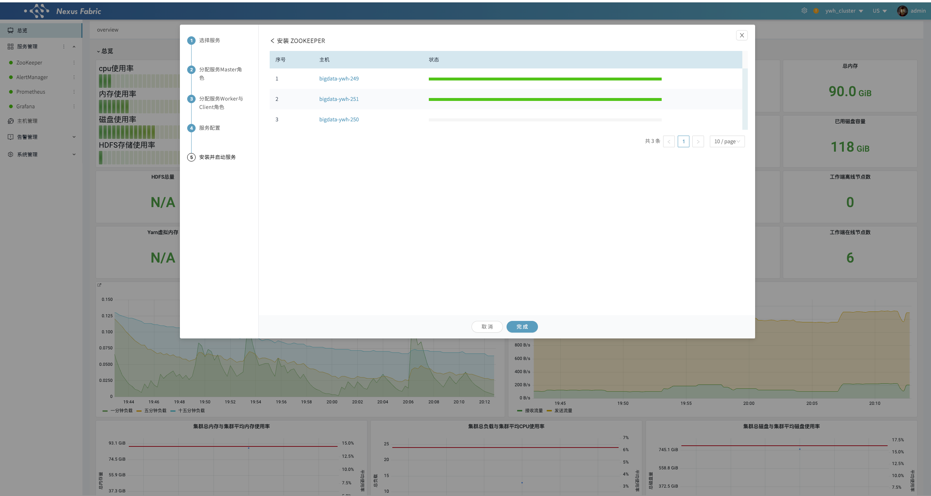 Nexus Fabric
ywh_cluster
US
admin
总览
服务管理
ZooKeeper
AlertManager
Prometheus
Grafana
主机管理
告警管理
系统管理
overview
总览
cpu使用率
内存使用率
磁盘使用率
HDFS存储使用率
HDFS总量
N/A
Yarn虚拟内存
N/A
1
选择服务
2
分配服务Master角
色
3
分配服务Worker与
Client角色
4
服务配置
5
安装并启动服务
安装 ZOOKEEPER
序号
主机
状态
1
bigdata-ywh-249
2
bigdata-ywh-251
3
bigdata-ywh-250
共 3 条
1
10 / page
取 消
完 成
总内存
90.0 GiB
已用磁盘容量
118 GiB
工作端离线节点数
0
工作端在线节点数
6
0.150
0.125
0.100
0.0750
0.0500
0.0250
0
19:44
19:46
19:48
19:50
19:52
19:54
19:56
19:58
20:00
20:02
20:04
20:06
20:08
20:10
20:12
一分钟负载
五分钟负载
十五分钟负载
800 B/s
600 B/s
400 B/s
200 B/s
0 B/s
19:45
19:50
19:55
20:00
20:05
20:10
接收流量
发送流量
集群总内存与集群平均内存使用率
93.1 GiB
74.5 GiB
55.9 GiB
37.3 GiB
15.0%
12.5%
10.0%
7.5%
集群总负载与集群平均CPU使用率
25
20
15
10
7%
6%
5%
4%
3%
集群总磁盘与集群平均磁盘使用率
745.1 GiB
558.8 GiB
372.5 GiB
17.5%
15.0%
12.5%
10.0%
7.5%